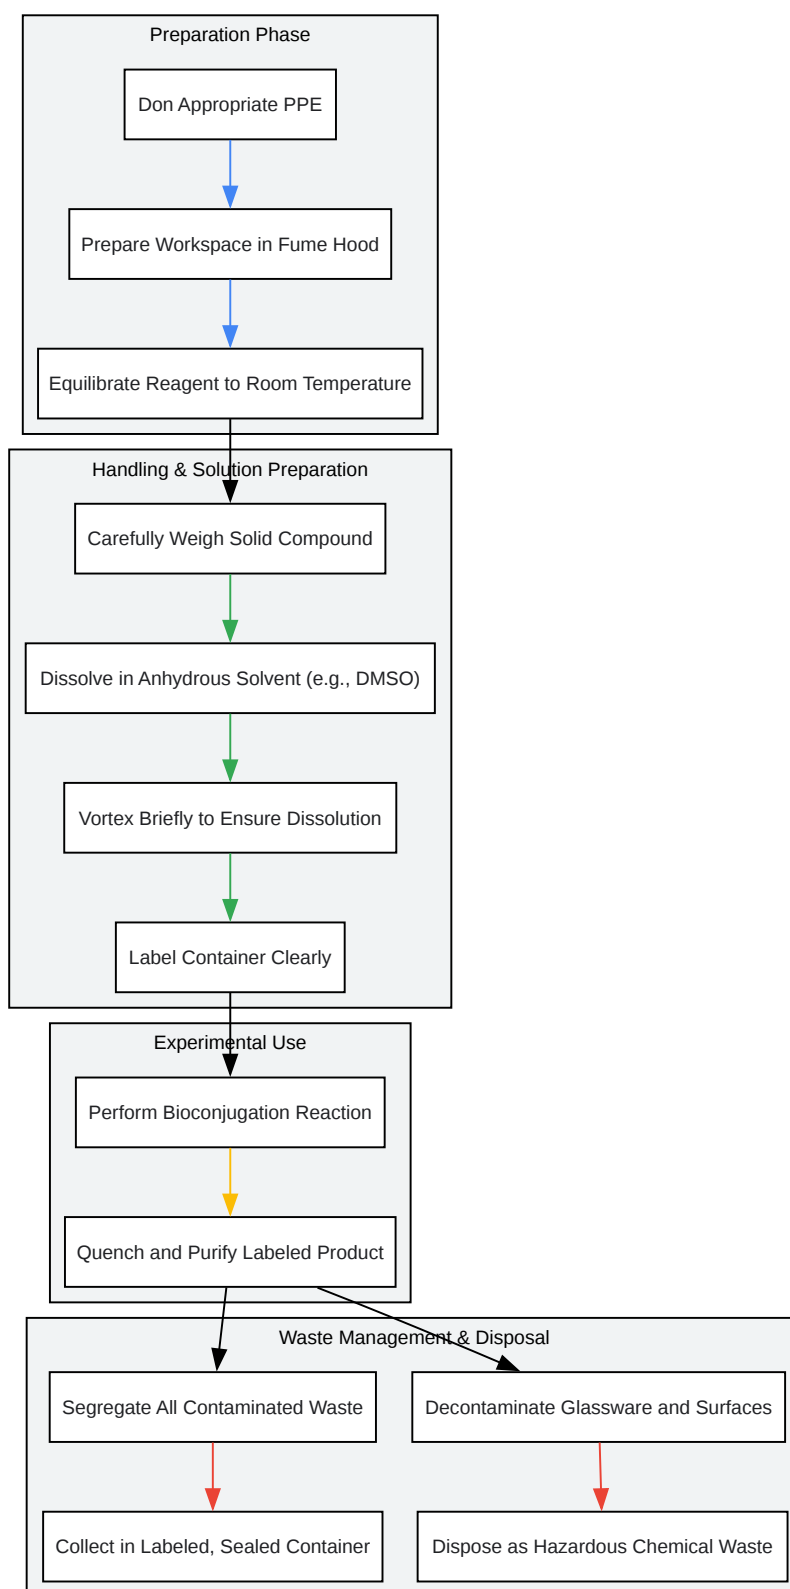 Preparation Phase
Don Appropriate PPE
Prepare Workspace in Fume Hood
Equilibrate Reagent to Room Temperature
Handling & Solution Preparation
Carefully Weigh Solid Compound
Dissolve in Anhydrous Solvent (e.g., DMSO)
Vortex Briefly to Ensure Dissolution
Label Container Clearly
Experimental Use
Perform Bioconjugation Reaction
Quench and Purify Labeled Product
Waste Management & Disposal
Segregate All Contaminated Waste
Decontaminate Glassware and Surfaces
Collect in Labeled, Sealed Container
Dispose as Hazardous Chemical Waste